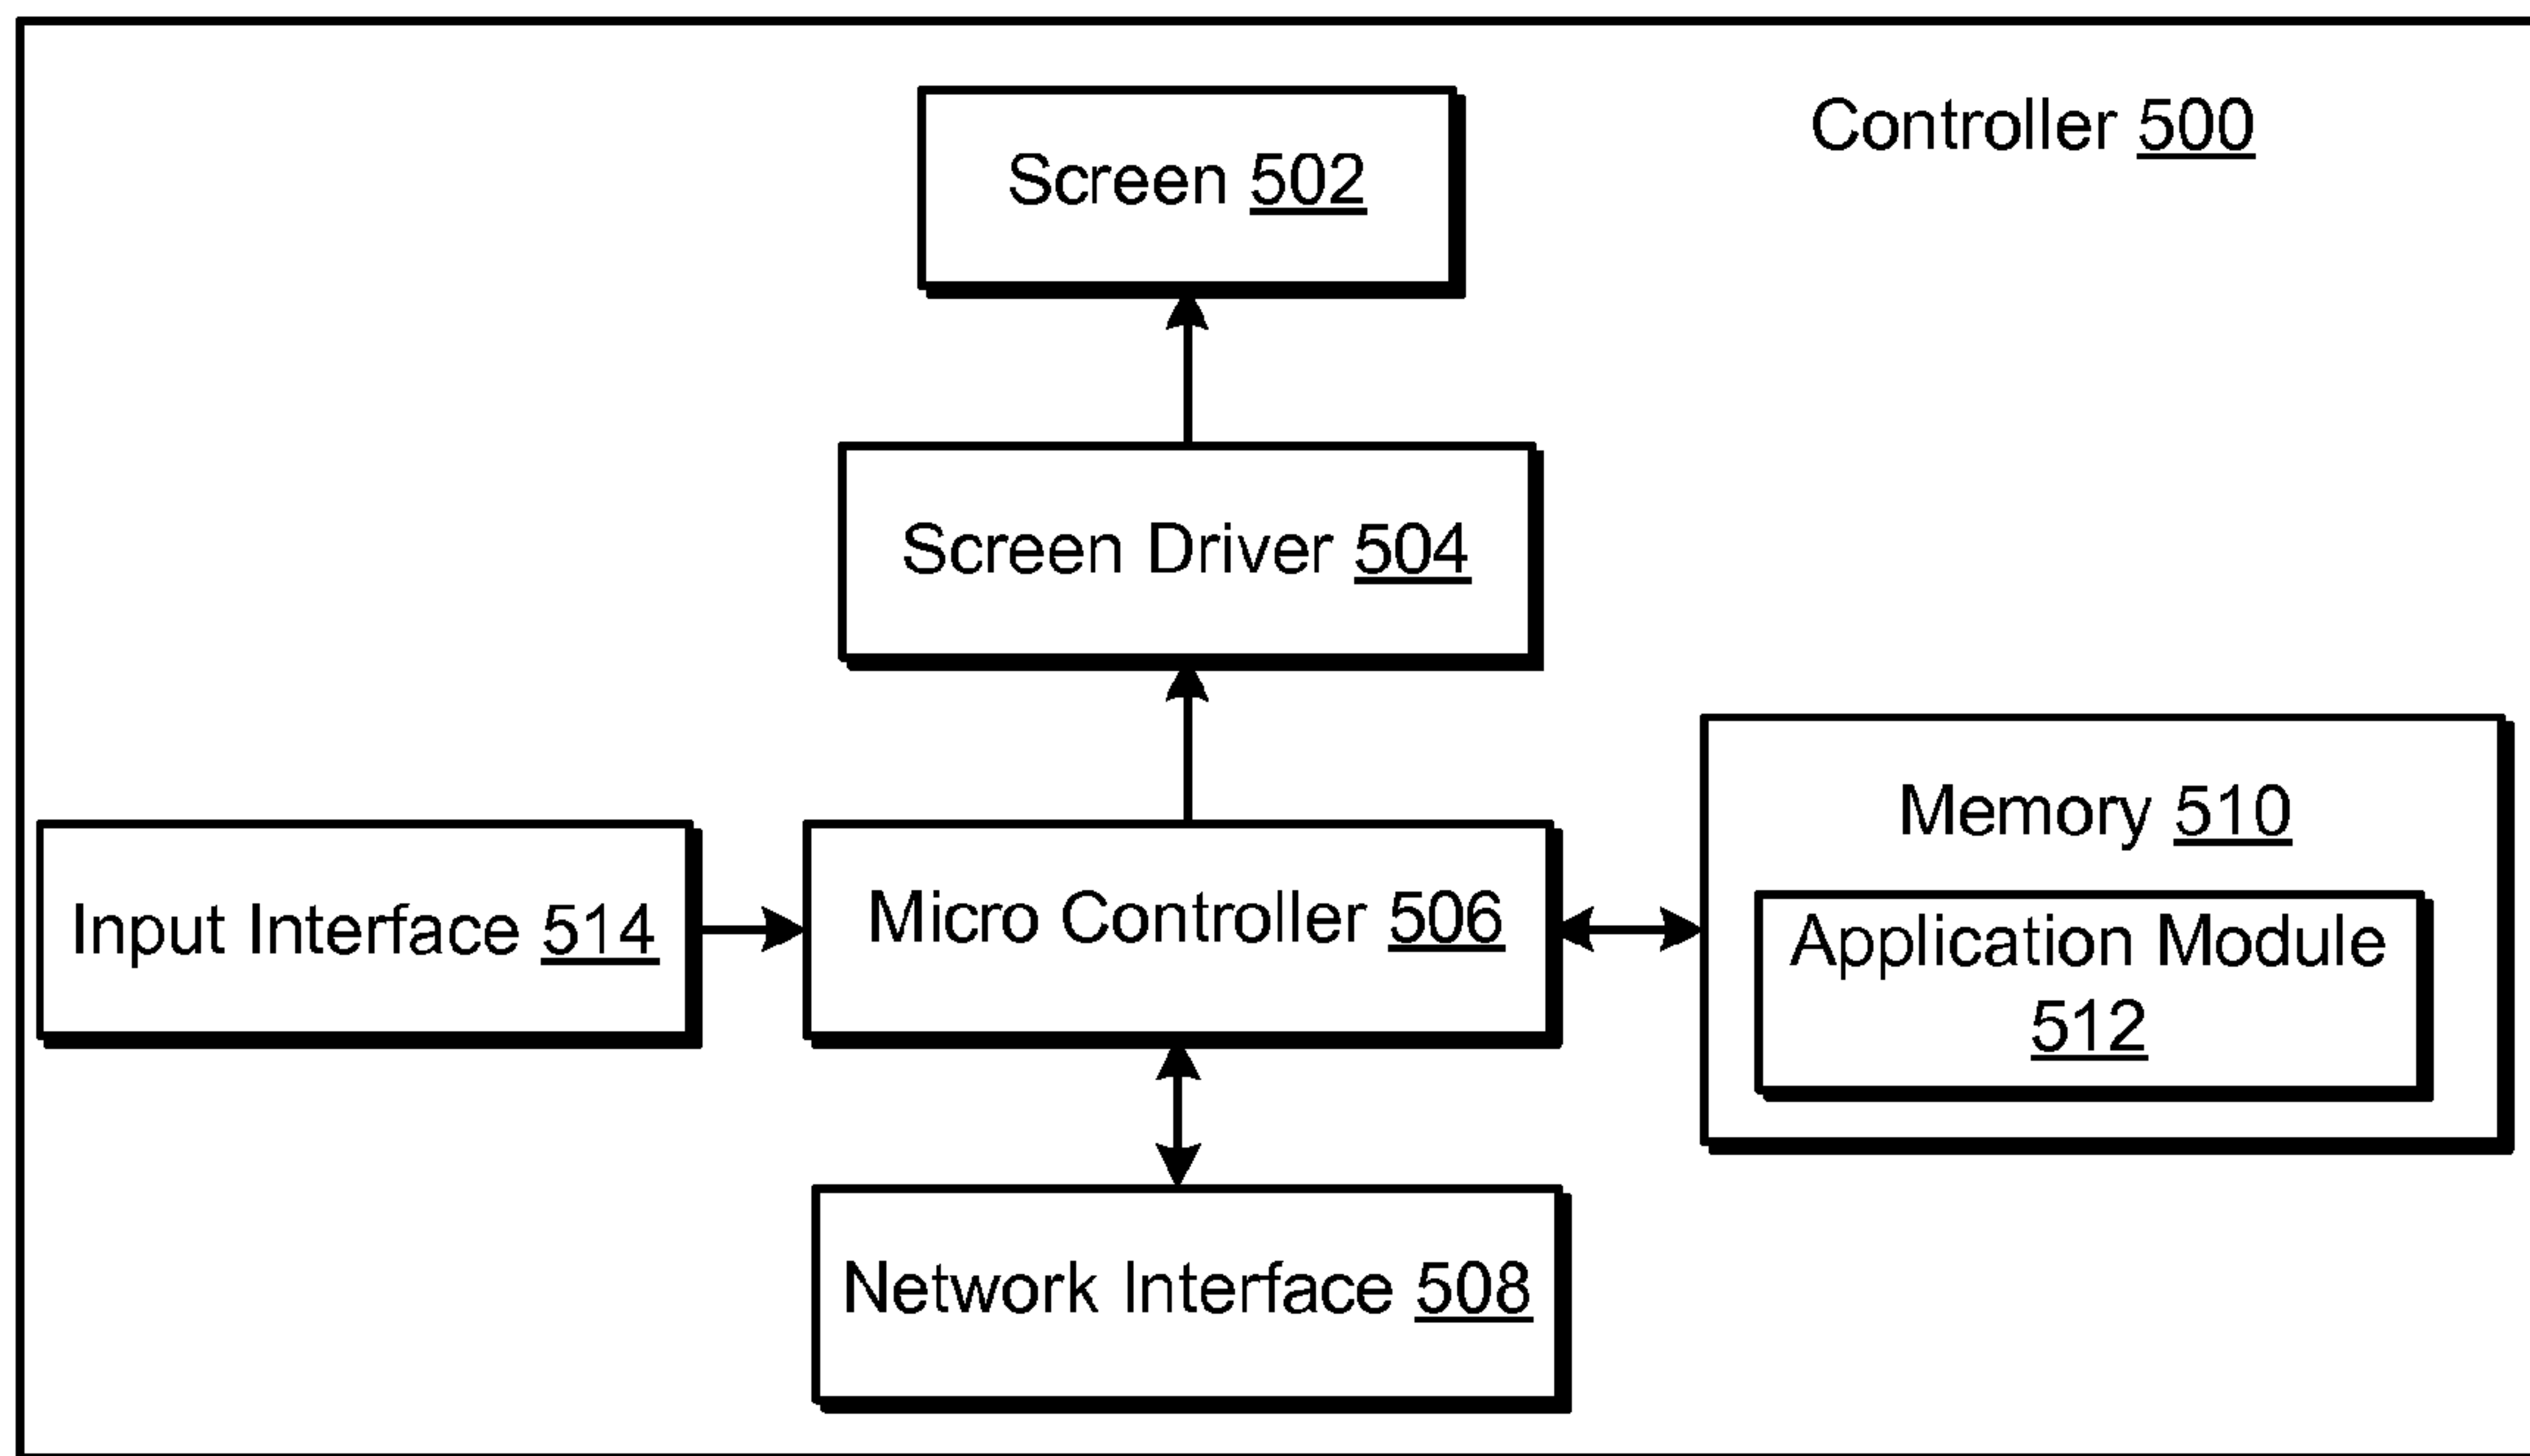 Controller 500
Screen 502
Screen Driver 504
Memory 510
Input Interface 514
Micro Controller 506
Application Module
512
Network Interface 508